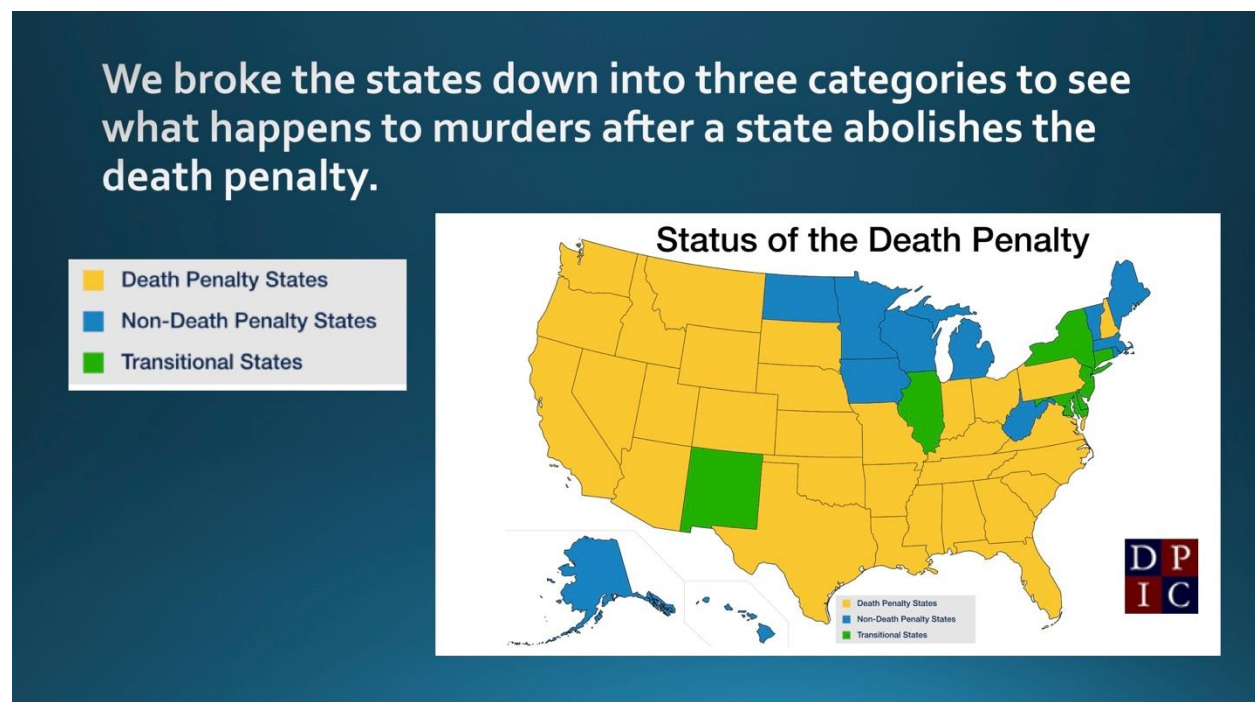 We broke the states down into three categories to see
what happens to murders after a state abolishes the
death penalty.
Death Penalty States
Non-Death Penalty States
Transitional States
Status of the Death Penalty
Death Penalty States
Non-Death Penalty States
Transitional States
D P
I C